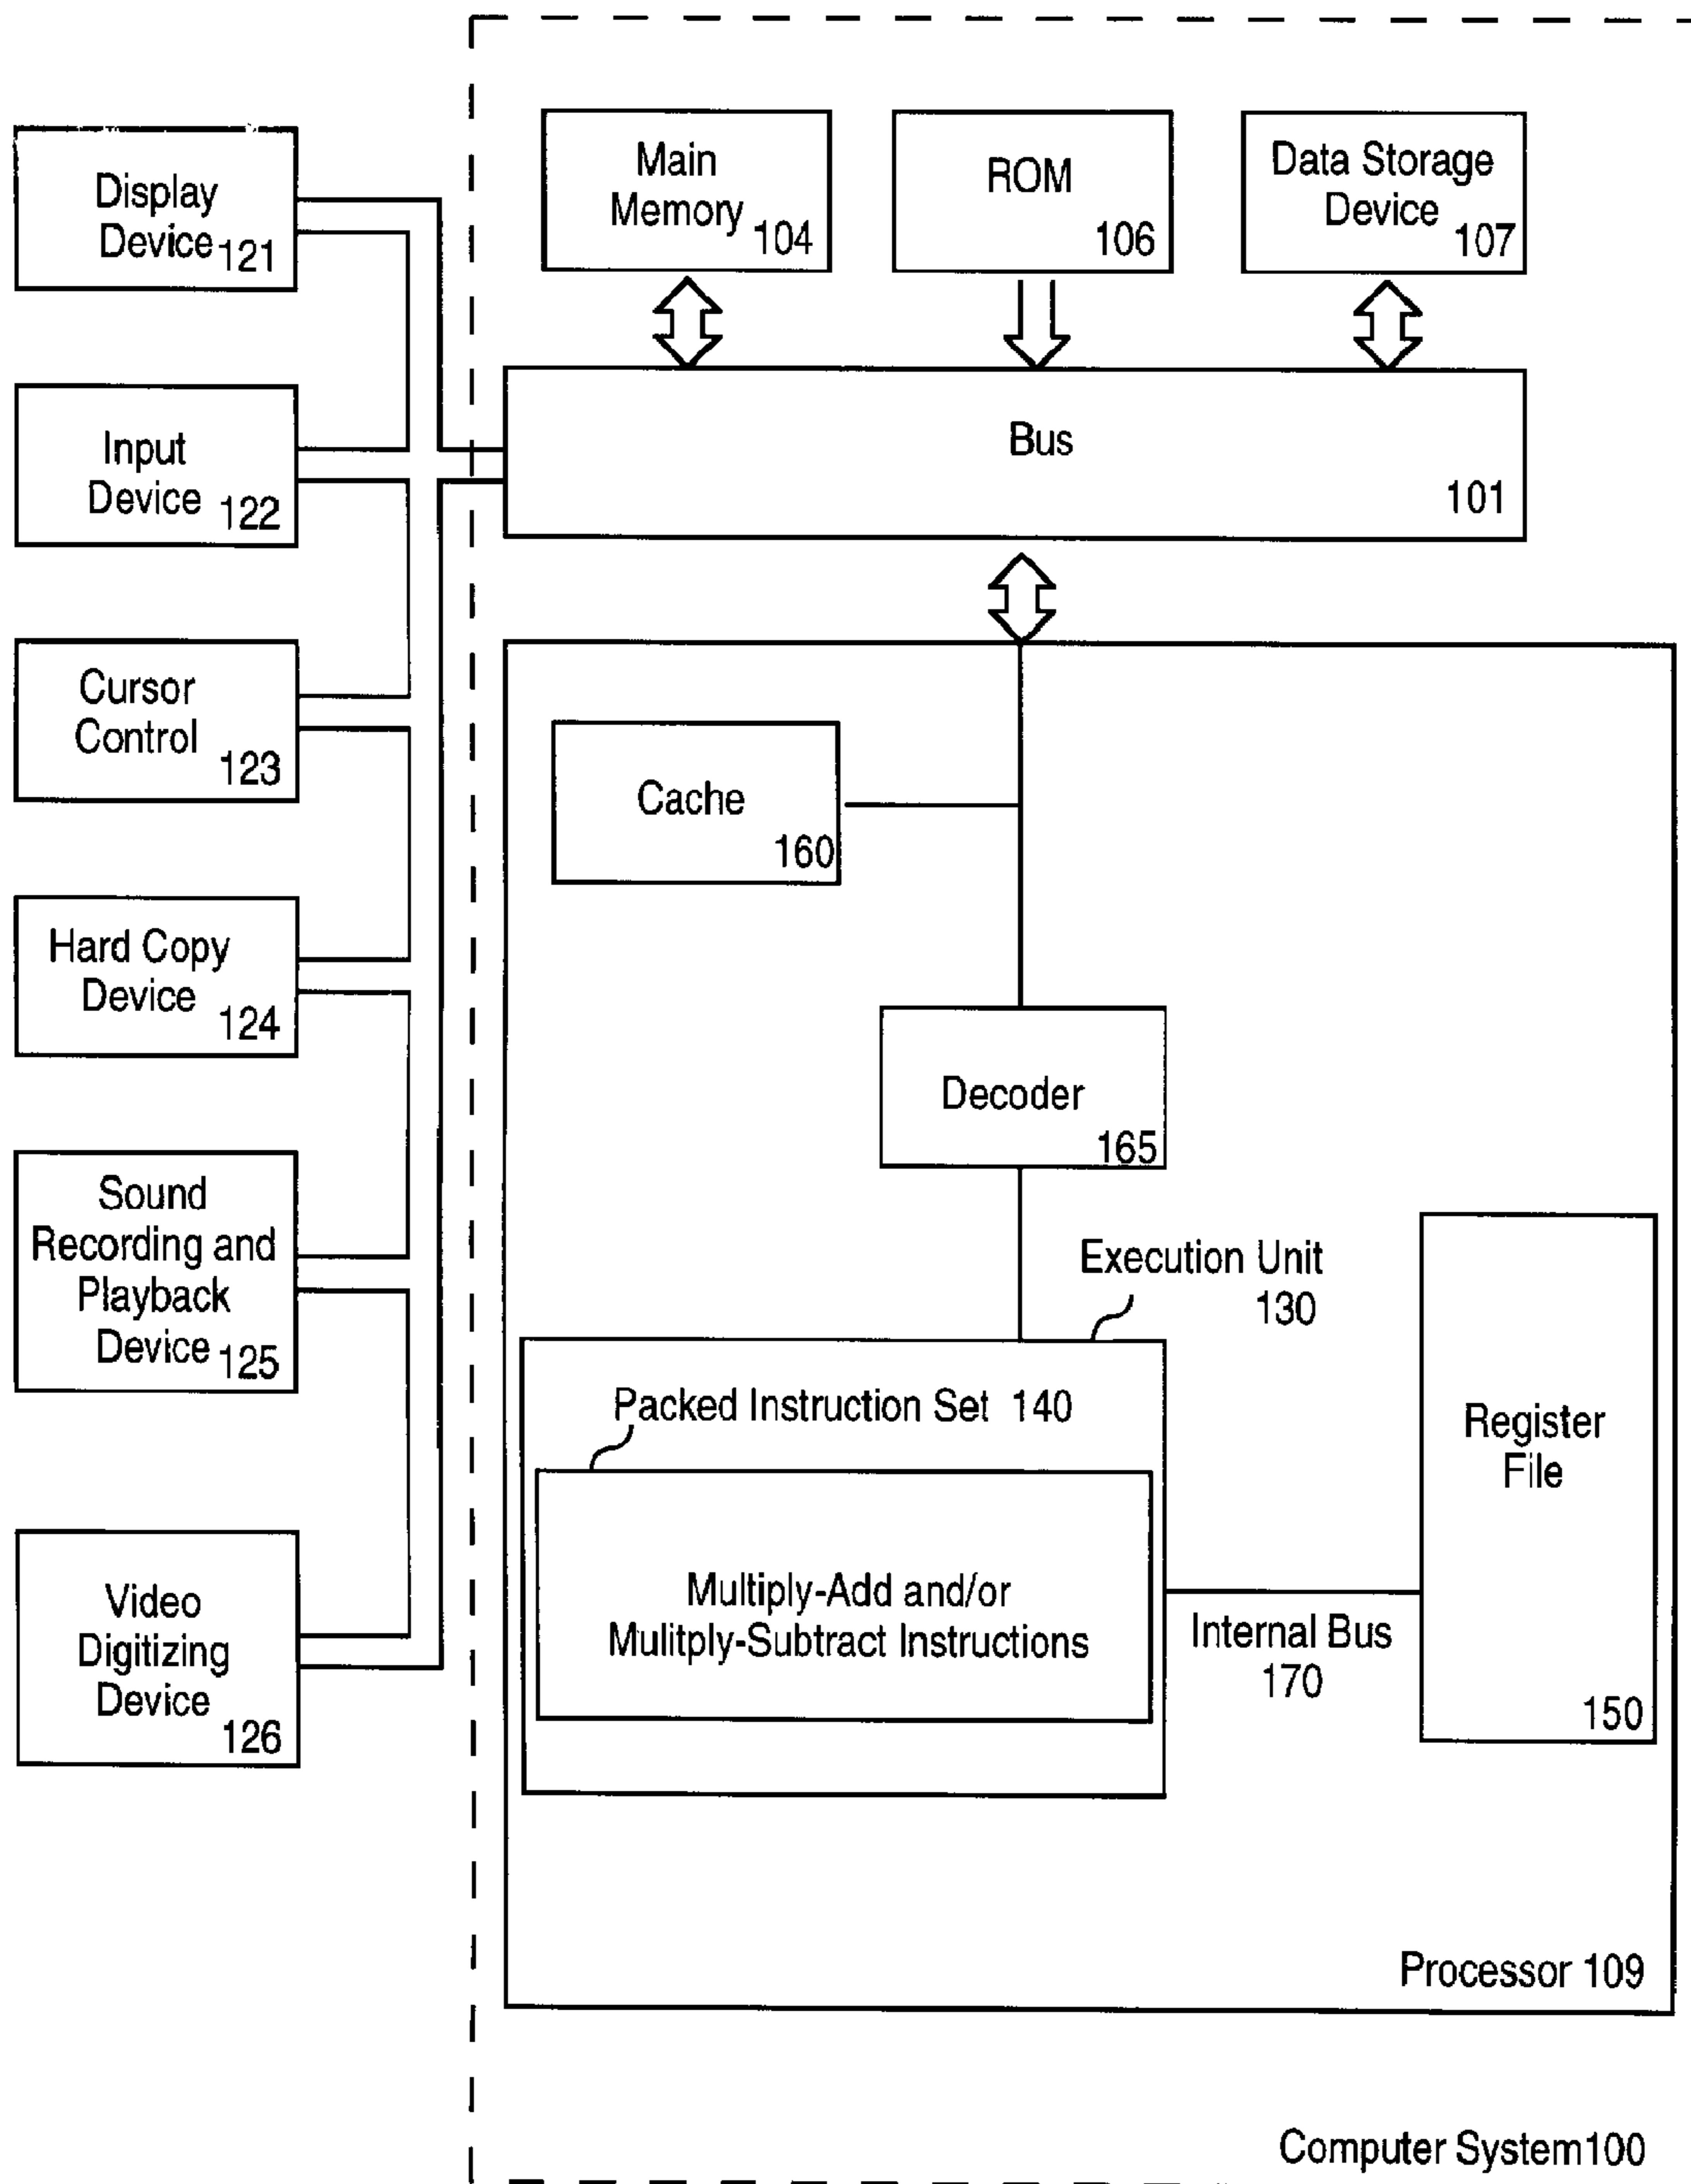 Display
Device 121
Input
Device 122
Cursor
Control 123
Hard Copy
Device 124
Sound
Recording and
Playback
Device 125
Video
Digitizing
Device 126
Main
Memory 104
ROM
106
Data Storage
Device 107
Bus
101
Cache
160
Decoder
165
Execution Unit
130
Packed Instruction Set 140
Multiply-Add and/or
Mulitply-Subtract Instructions
Internal Bus
170
Register
File
150
Processor 109
Computer System100